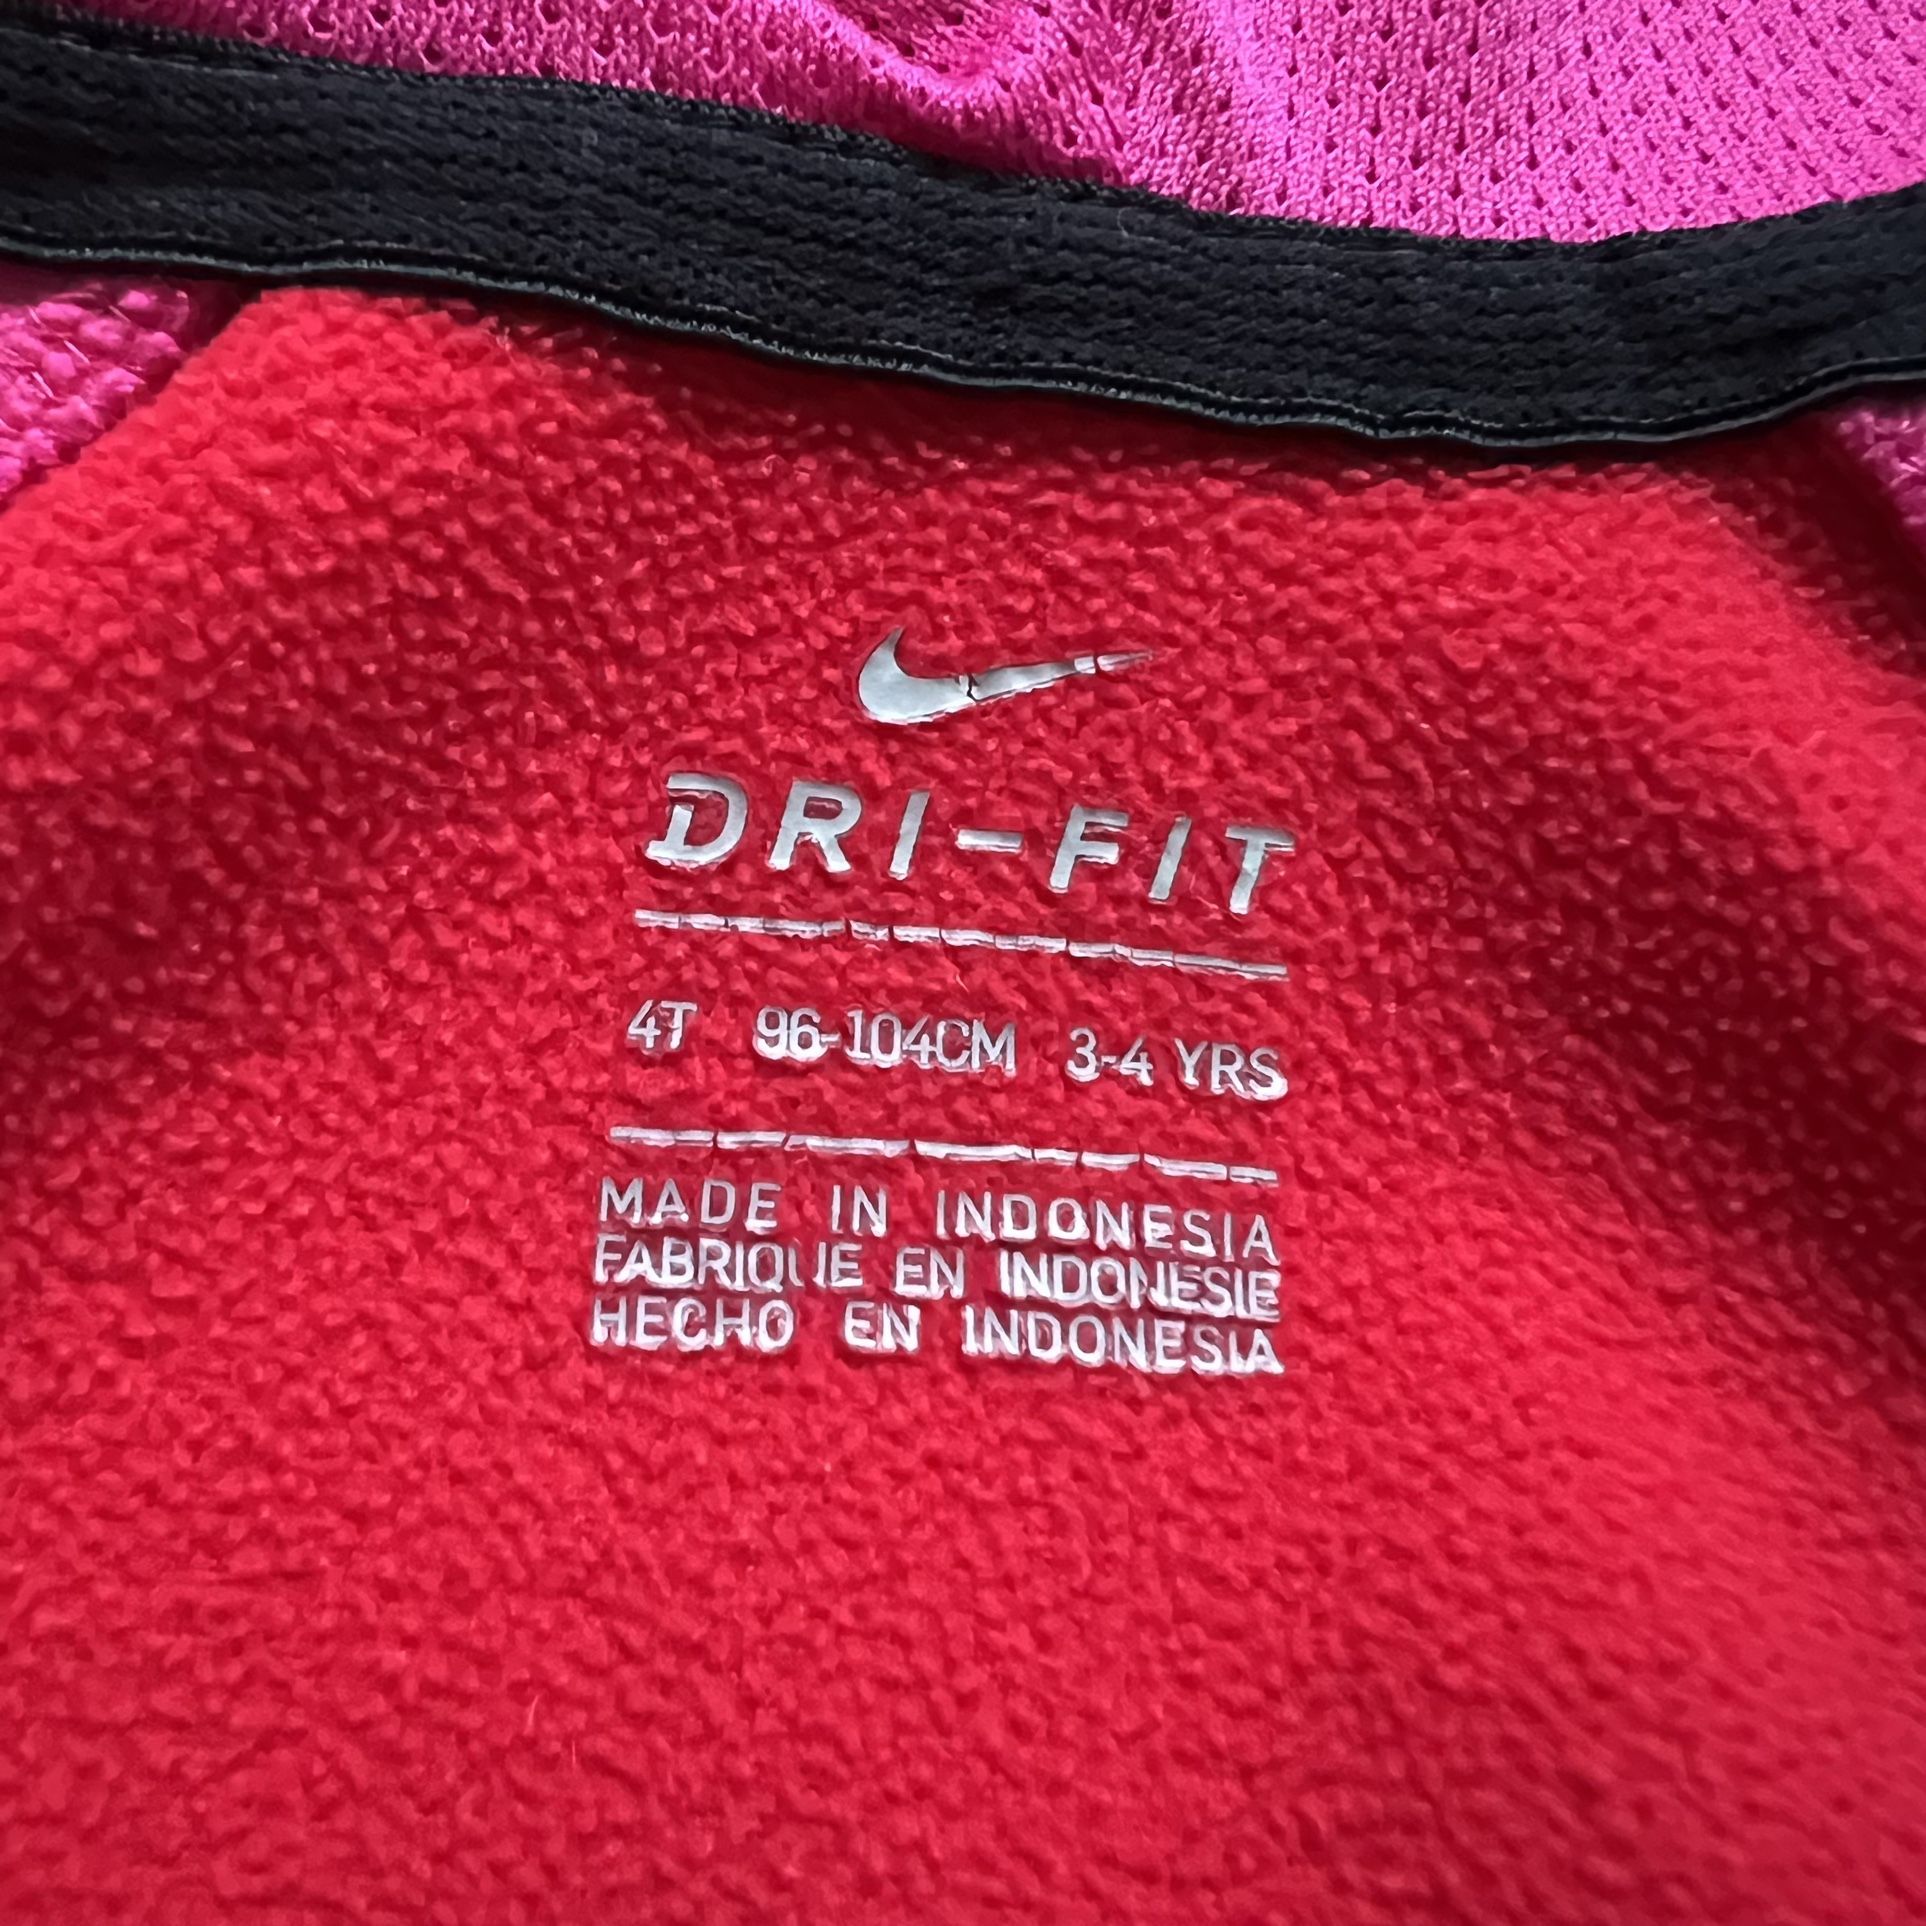 DRI-FIT
4T 96-104CM 3-4 YRS
MADE IN INDONESIA
FABRIQUE EN INDONESIE
HECHO EN INDONESIA